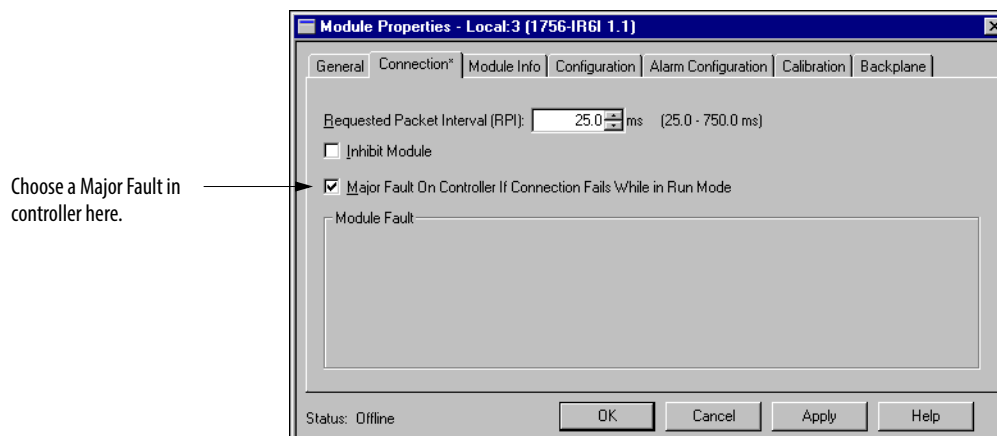 Module Properties - Local:3 (1756-IR6I 1.1)
General Connection* Module Info Configuration Alarm Configuration Calibration Backplane
Requested Packet Interval (RPI): 25.0 ms (25.0 - 750.0 ms)
Inhibit Module
Choose a Major Fault in
controller here.
Major Fault On Controller If Connection Fails While in Run Mode
Module Fault
Status: Offline OK Cancel Apply Help